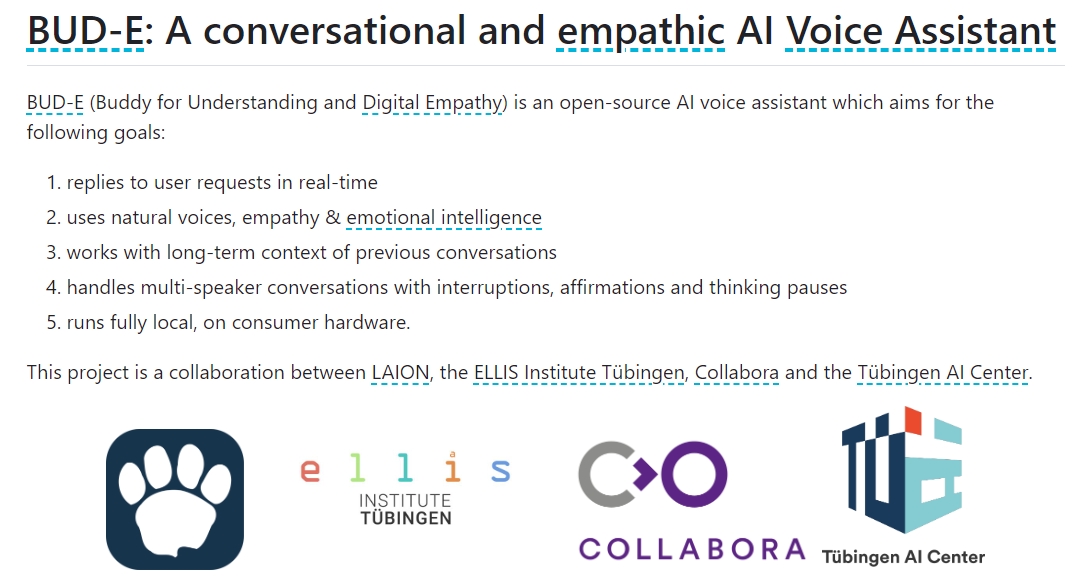 BUD-E: A conversational and empathic AI Voice Assistant
BUD-E (Buddy for Understanding and Digital Empathy) is an open-source AI voice assistant which aims for the
following goals:
1. replies to user requests in real-time
2. uses natural voices, empathy & emotional intelligence
3. works with long-term context of previous conversations
4. handles multi-speaker conversations with interruptions, affirmations and thinking pauses
5. runs fully local, on consumer hardware.
This project is a collaboration between LAION, the ELLIS Institute Tübingen, Collabora and the Tübingen AI Center.
ellis
INSTITUTE
TÜBINGEN
COLLABORA
TÜ
Tübingen AI Center